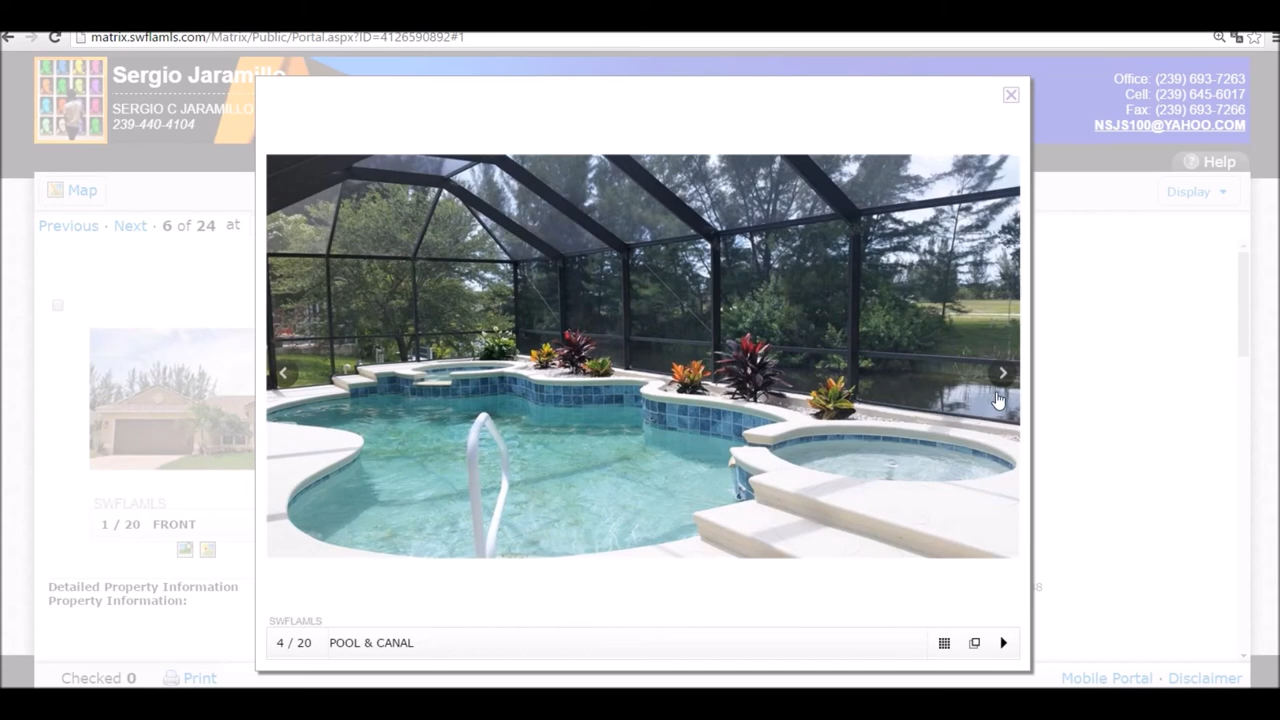 matrix.swflamls.com/Matrix/Public/Portal.aspx?ID=4126590892#1
Sergio Jaramillo
SERGIO C JARAMILLO
239-440-4104
Office: (239) 693-7263
Cell: (239) 645-6017
Fax: (239) 693-7266
NSJS100@YAHOO.COM
Help
Map
Display
Previous · Next · 6 of 24 at
SWFLAMLS
1 / 20 FRONT
Detailed Property Information
Property Information:
SWFLAMLS
4 / 20 POOL & CANAL
Checked 0
Print
Mobile Portal · Disclaimer